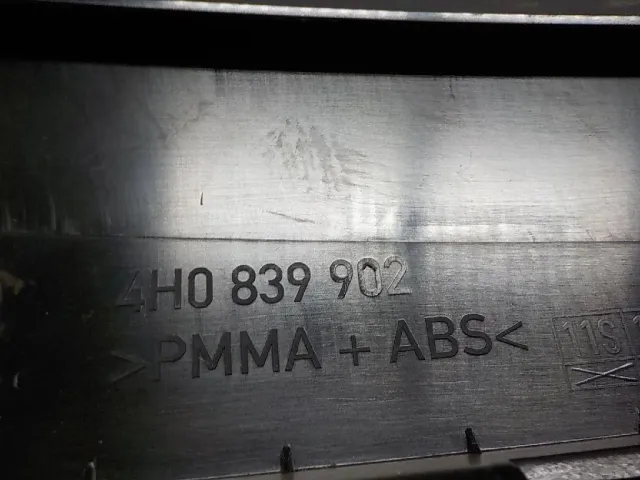 4H0 839 902
>PMMA + ABS<
11S